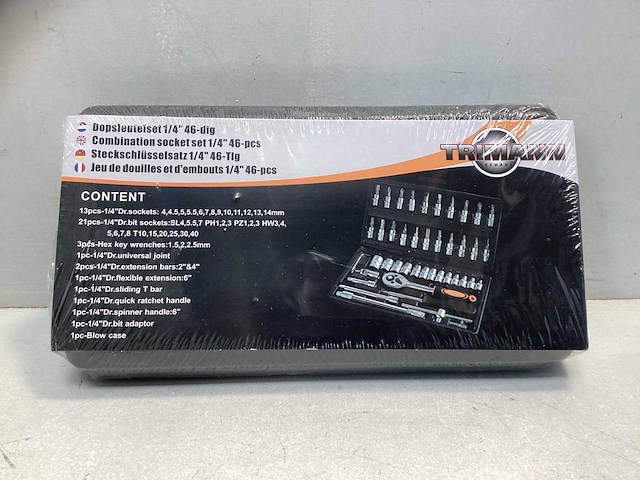 Dopsleutelset 1/4" 46-dlg
Combination socket set 1/4" 46-pcs
Steckschlüsselsatz 1/4" 46-Tlg
Jeu de douilles et d'embouts 1/4" 46-pcs
TRIMANN
CONTENT
13pcs-1/4"Dr.sockets: 4,4.5,5,5.5,6,7,8,9,10,11,12,13,14mm
21pcs-1/4"Dr.bit sockets:SL4,5.5,7 PH1,2,3 PZ1,2,3 HW3,4,
5,6,7,8 T10,15,20,25,30,40
3pcs-Hex key wrenches:1.5,2,2.5mm
1pc-1/4"Dr.universal joint
2pcs-1/4"Dr.extension bars:2"&4"
1pc-1/4"Dr.flexible extension:6"
1pc-1/4"Dr.sliding T bar
1pc-1/4"Dr.quick ratchet handle
1pc-1/4"Dr.spinner handle:6"
1pc-1/4"Dr.bit adaptor
1pc-Blow case